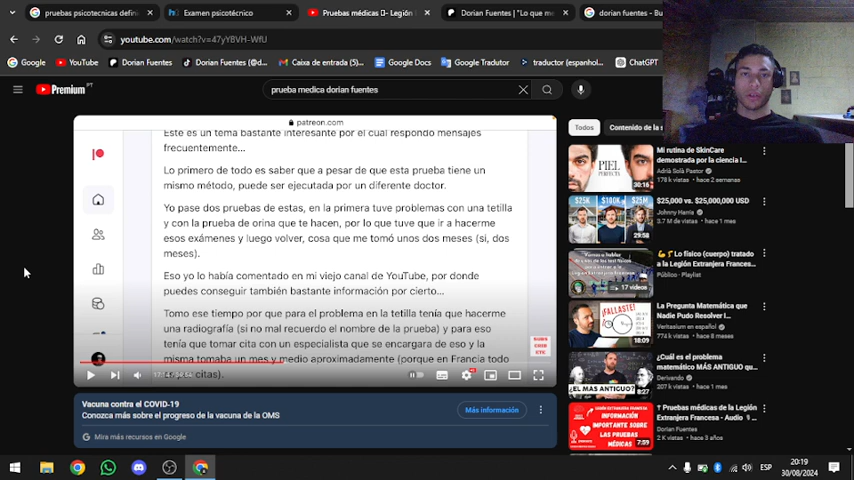 pruebas psicotecnicas defini
Examen psicotécnico
Pruebas médicas
- Legión
Dorian Fuentes | "Lo que me
dorian fuentes - Bu
youtube.com/watch?v=47yYBVH-WfU
Google
YouTube
Dorian Fuentes
Dorian Fuentes (@d...
Caixa de entrada (5)...
Google Docs
Google Tradutor
traductor (espanhol...
ChatGPT
Premium
PT
prueba medica dorian fuentes
patreon.com
Este es un tema bastante interesante por el cual respondo mensajes
frecuentemente...
Lo primero de todo es saber que a pesar de que esta prueba tiene un
mismo método, puede ser ejecutada por un diferente doctor.
Yo pase dos pruebas de estas, en la primera tuve problemas con una tetilla
y con la prueba de orina que te hacen, por lo que tuve que ir a hacerme
esos exámenes y luego volver, cosa que me tomó unos dos meses (si, dos
meses).
Eso yo lo había comentado en mi viejo canal de YouTube, por donde
puedes conseguir también bastante información por cierto...
Tomo ese tiempo por que para el problema en la tetilla tenía que hacerme
una radiografía (si no mal recuerdo el nombre de la prueba) y para eso
tenía que tomar cita con un especialista que se encargara de eso y la
misma tomaba un mes y medio aproximadamente (porque en Francia todo
citas).
Vacuna contra el COVID-19
Conozca más sobre el progreso de la vacuna de la OMS
Más información
Mira más recursos en Google
Todos
Contenido de la s
Mi rutina de SkinCare
demostrada por la ciencia |...
Adrià Solà Pastor
178 k vistas • hace 2 semanas
PIEL
PERFECTA
30:16
$25,000 vs. $25,000,000 USD
Johnny Harris
3.7 M de vistas • hace 1 mes
$25K
$100K
$25M
29:58
Lo físico (cuerpo) tratado
a la Legión Extranjera Frances...
Público • Playlist
17 videos
La Pregunta Matemática que
Nadie Pudo Resolver |...
Veritasium en español
774 k vistas • hace 8 meses
¡FALLASTE!
18:09
¿Cuál es el problema
matemático MÁS ANTIGUO qu...
Derivando
207 k vistas • hace 1 mes
¿EL MAS ANTIGUO?
8:27
Pruebas médicas de la Legión
Extranjera Francesa - Audio
Dorian Fuentes
2 K vistas • hace 3 años
LEGIÓN EXTRANJERA FRANCESA
INFORMACIÓN
IMPORTANTE SOBRE
LAS PRUEBAS
MÉDICAS
7:59
ESP
20:19
30/08/2024